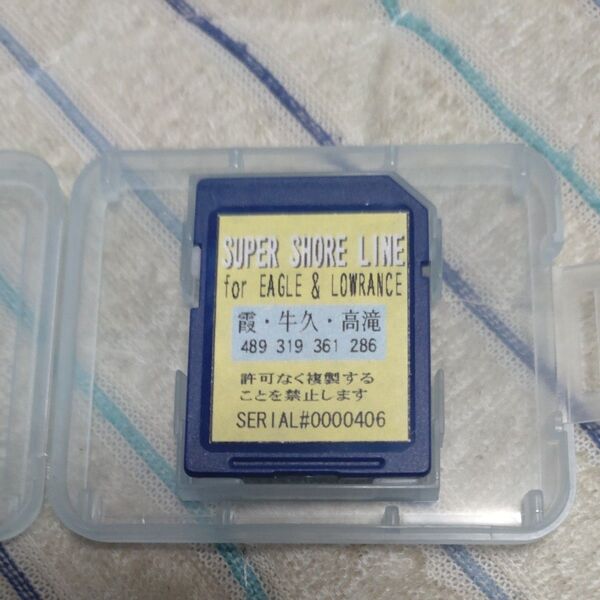 SUPER SHORE LINE
for EAGLE & LOWRANCE
霞・牛久・高滝
489 319 361 286
許可なく複製する
ことを禁止します
SERIAL#0000406